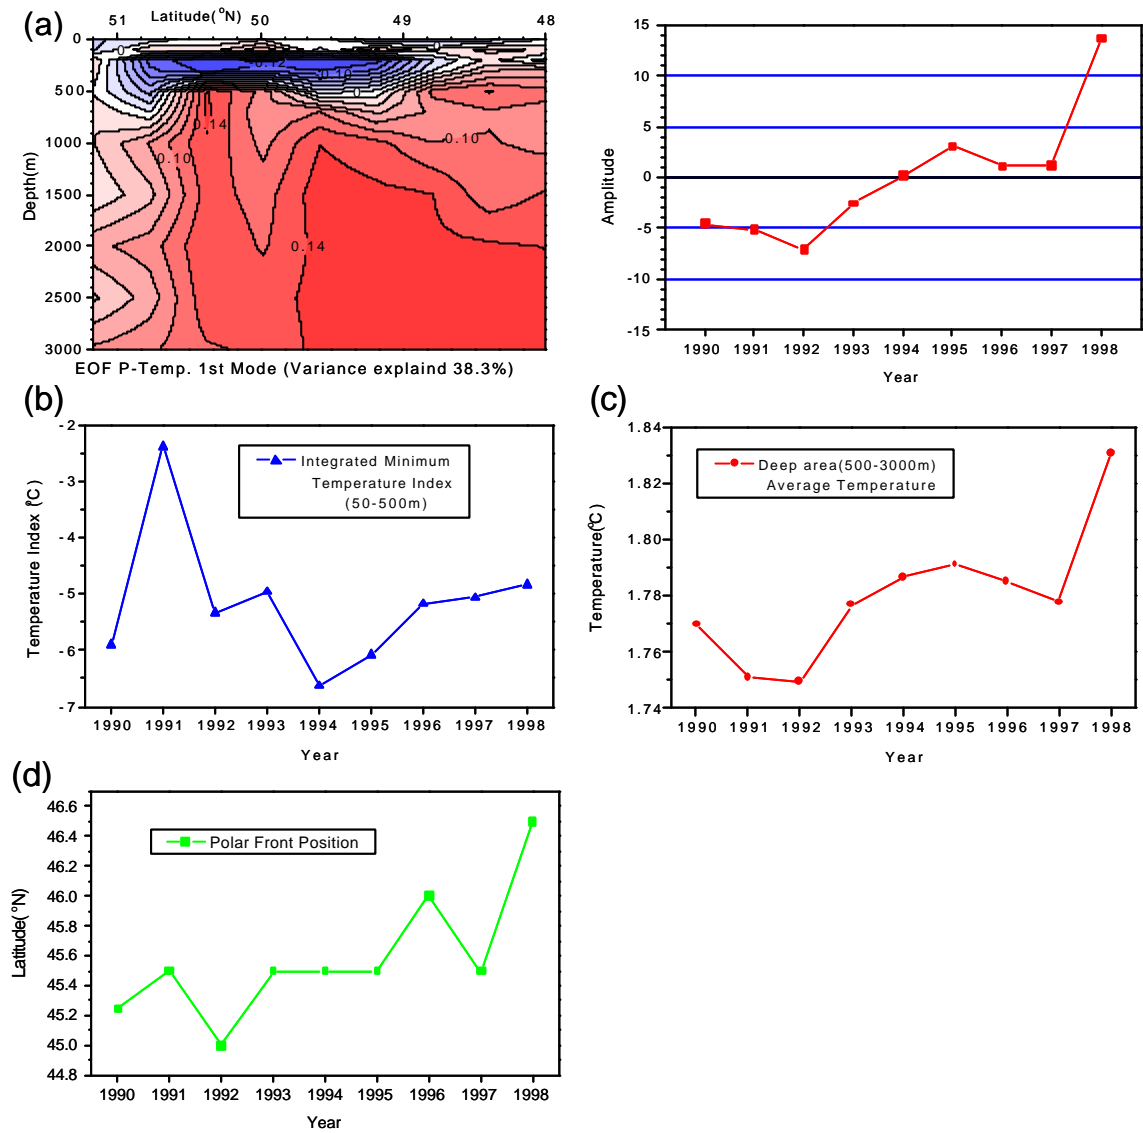 (a)
Latitude(°N)
51 50 49 48
0
500
1000
1500
2000
2500
3000
Depth(m)
0
0.12
0.10
0
0.14
0.10
0.10
0.14
EOF P-Temp. 1st Mode (Variance explaind 38.3%)
15
10
5
0
-5
-10
-15
Amplitude
1990 1991 1992 1993 1994 1995 1996 1997 1998
Year
(b)
-2
-3
-4
-5
-6
-7
Temperature Index (°C)
Integrated Minimum
Temperature Index
(50-500m)
1990 1991 1992 1993 1994 1995 1996 1997 1998
Year
(c)
1.84
1.82
1.80
1.78
1.76
1.74
Temperature(°C)
Deep area(500-3000m)
Average Temperature
1990 1991 1992 1993 1994 1995 1996 1997 1998
Year
(d)
46.6
46.4
46.2
46.0
45.8
45.6
45.4
45.2
45.0
44.8
Latitude(°N)
Polar Front Position
1990 1991 1992 1993 1994 1995 1996 1997 1998
Year